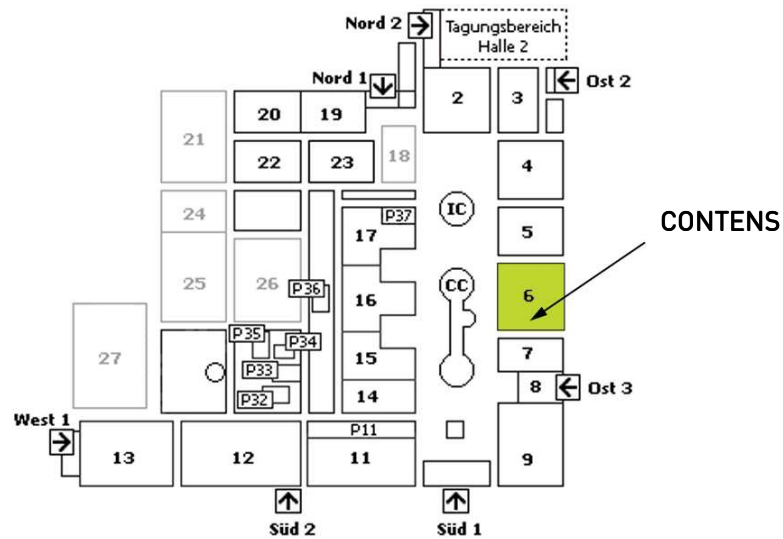 Nord 2
Tagungsbereich
Halle 2
Nord 1
Ost 2
2
3
20
19
21
18
22
23
4
24
IC
P37
17
5
CONTENS
25
26
P36
CC
6
16
27
P35
P34
15
7
P33
P32
14
8
Ost 3
West 1
P11
13
12
11
9
Süd 2
Süd 1